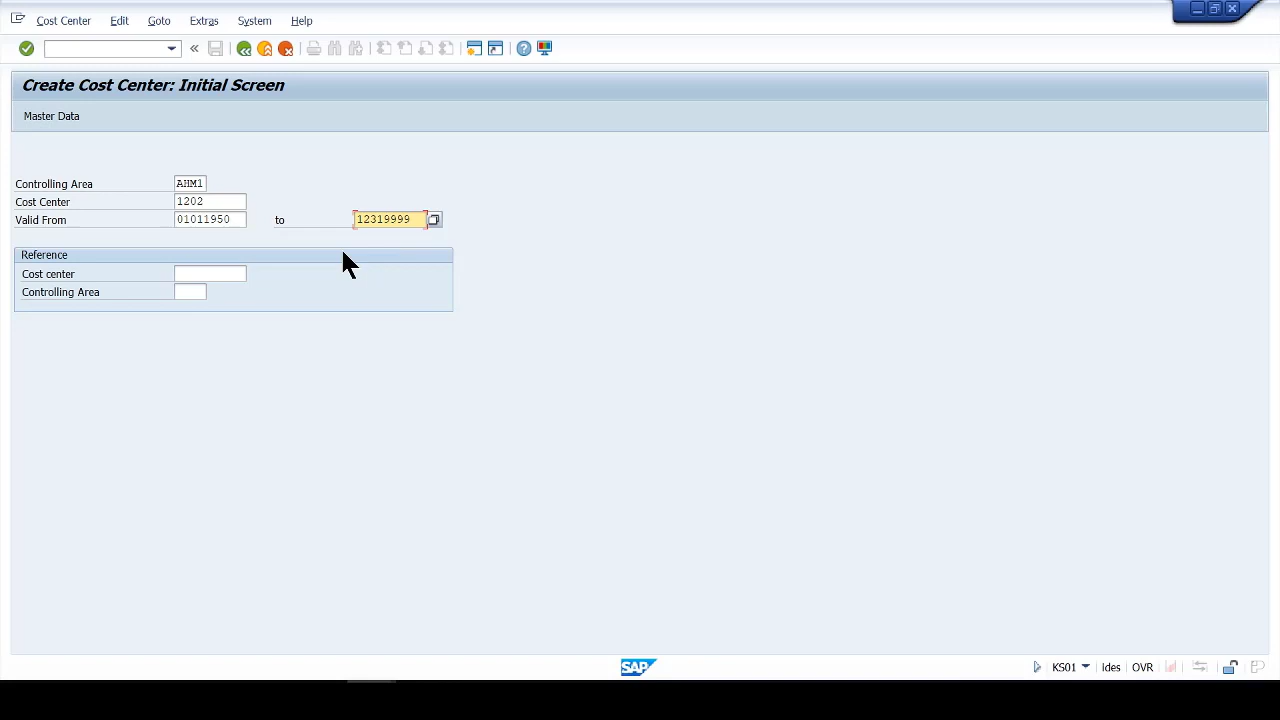 Cost Center Edit Goto Extras System Help
Create Cost Center: Initial Screen
Master Data
Controlling Area AHM1
Cost Center 1202
Valid From 01011950 to 12319999
Reference
Cost center
Controlling Area
SAP KS01 Ides OVR